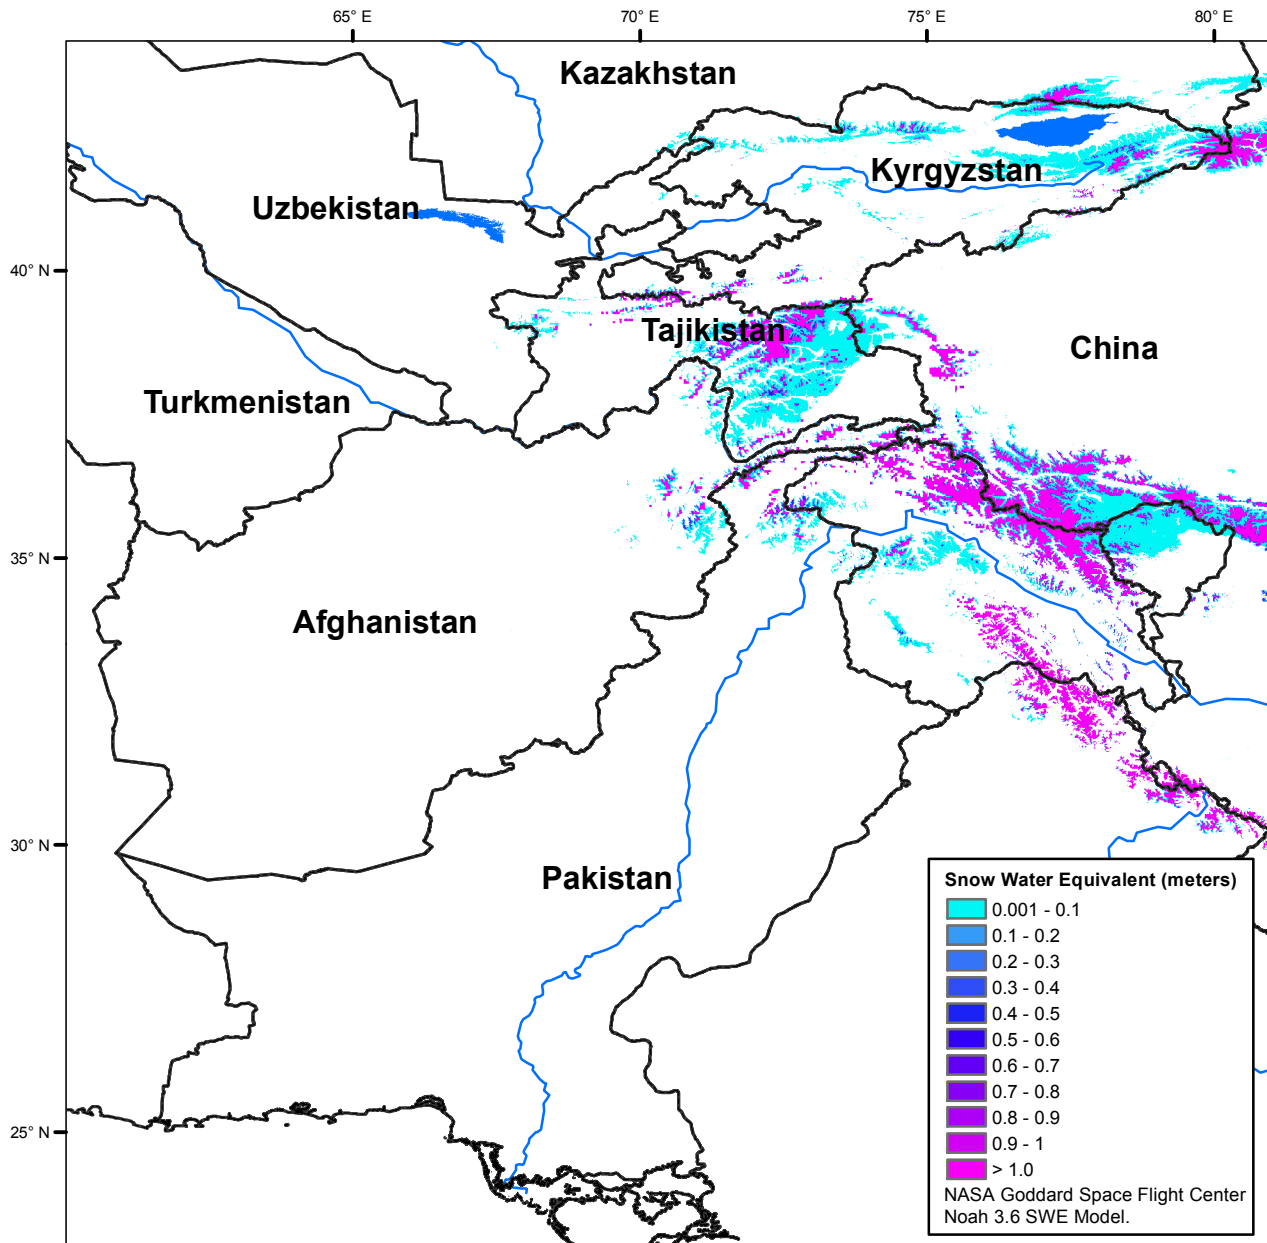 65° E
70° E
75° E
80° E
Kazakhstan
Kyrgyzstan
Uzbekistan
40° N
Tajikistan
China
Turkmenistan
35° N
Afghanistan
30° N
Pakistan
25° N
Snow Water Equivalent (meters)
0.001 - 0.1
0.1 - 0.2
0.2 - 0.3
0.3 - 0.4
0.4 - 0.5
0.5 - 0.6
0.6 - 0.7
0.7 - 0.8
0.8 - 0.9
0.9 - 1
> 1.0
NASA Goddard Space Flight Center
Noah 3.6 SWE Model.